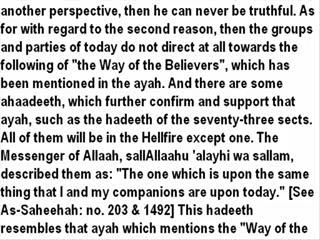 another perspective, then he can never be truthful. As
for with regard to the second reason, then the groups
and parties of today do not direct at all towards the
following of "the Way of the Believers", which has
been mentioned in the ayah. And there are some
ahaadeeth, which further confirm and support that
ayah, such as the hadeeth of the seventy-three sects.
All of them will be in the Hellfire except one. The
Messenger of Allaah, sallAllaahu 'alayhi wa sallam,
described them as: "The one which is upon the same
thing that I and my companions are upon today." [See
As-Saheehah: no. 203 & 1492] This hadeeth
resembles that ayah which mentions the "Way of the